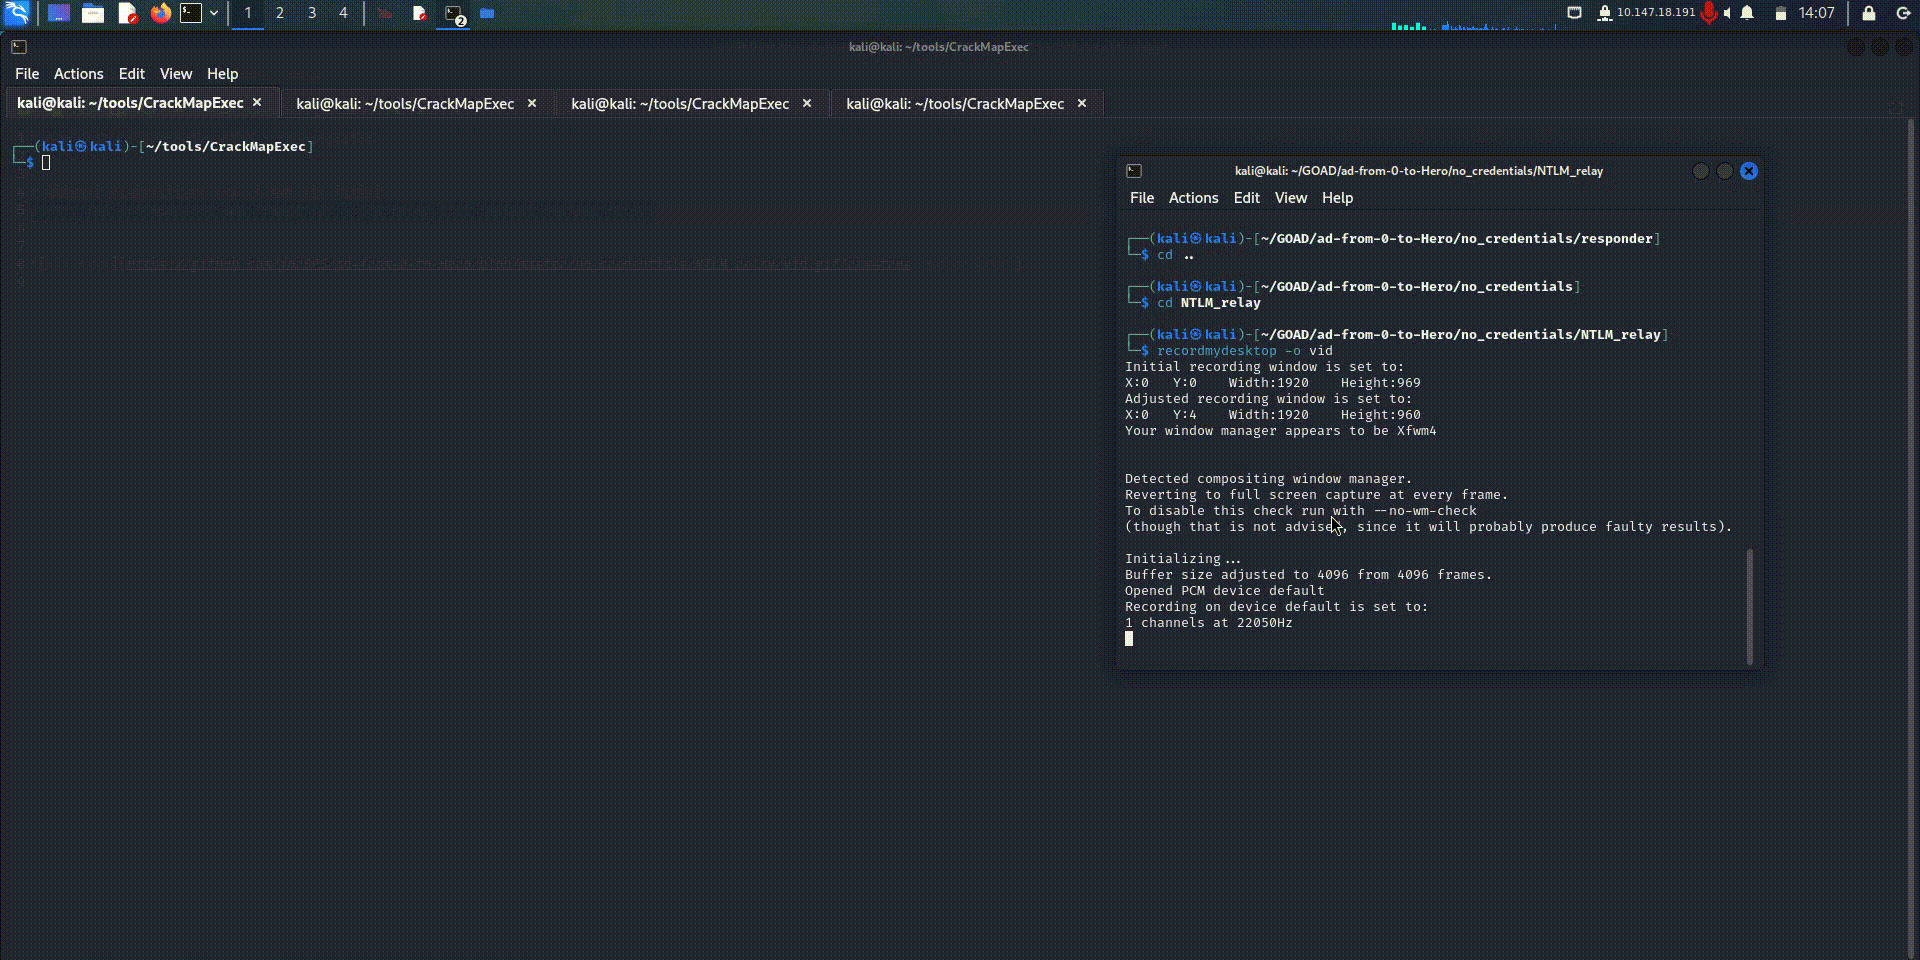 1 2 3 4
10.147.18.191
14:07
2
kali@kali: ~/tools/CrackMapExec
File Actions Edit View Help
kali@kali: ~/tools/CrackMapExec × kali@kali: ~/tools/CrackMapExec × kali@kali: ~/tools/CrackMapExec × kali@kali: ~/tools/CrackMapExec ×
┌──(kali㉿kali)-[~/tools/CrackMapExec]
└─$
kali@kali: ~/GOAD/ad-from-0-to-Hero/no_credentials/NTLM_relay
File Actions Edit View Help
┌──(kali㉿kali)-[~/GOAD/ad-from-0-to-Hero/no_credentials/responder]
└─$ cd ..
┌──(kali㉿kali)-[~/GOAD/ad-from-0-to-Hero/no_credentials]
└─$ cd NTLM_relay
┌──(kali㉿kali)-[~/GOAD/ad-from-0-to-Hero/no_credentials/NTLM_relay]
└─$ recordmydesktop -o vid
Initial recording window is set to:
X:0 Y:0 Width:1920 Height:969
Adjusted recording window is set to:
X:0 Y:4 Width:1920 Height:960
Your window manager appears to be Xfwm4
Detected compositing window manager.
Reverting to full screen capture at every frame.
To disable this check run with --no-wm-check
(though that is not advised, since it will probably produce faulty results).
Initializing...
Buffer size adjusted to 4096 from 4096 frames.
Opened PCM device default
Recording on device default is set to:
1 channels at 22050Hz